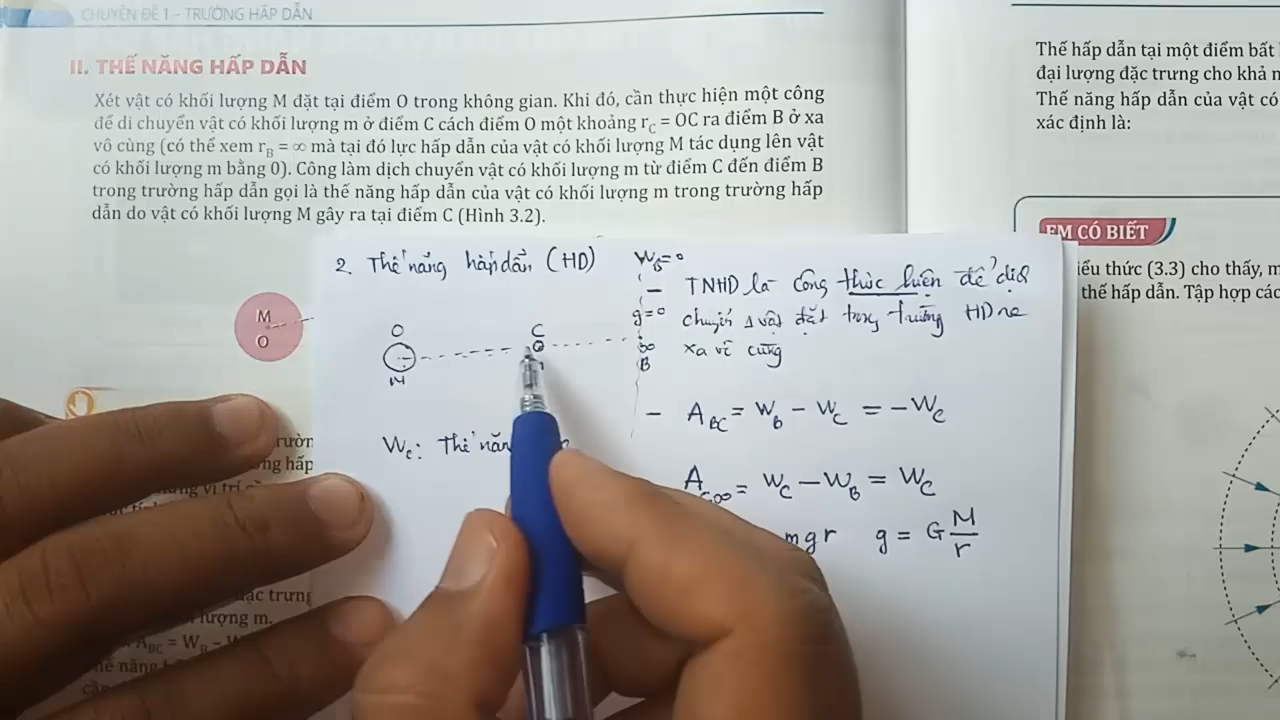 CHUYÊN ĐỀ 1 – TRƯỜNG HẤP DẪN
II. THẾ NĂNG HẤP DẪN
Xét vật có khối lượng M đặt tại điểm O trong không gian. Khi đó, cần thực hiện một công
để di chuyển vật có khối lượng m ở điểm C cách điểm O một khoảng r_C = OC ra điểm B ở xa
vô cùng (có thể xem r_B = ∞ mà tại đó lực hấp dẫn của vật có khối lượng M tác dụng lên vật
có khối lượng m bằng 0). Công làm dịch chuyển vật có khối lượng m từ điểm C đến điểm B
trong trường hấp dẫn gọi là thế năng hấp dẫn của vật có khối lượng m trong trường hấp
dẫn do vật có khối lượng M gây ra tại điểm C (Hình 3.2).
M
O
2. Thế năng hấp dẫn (HD)
O
M
C
W_C: Thế năn
W_B=0
g=0
∞
B
– TNHD là công thực hiện để dịch
chuyển 1 vật đặt trong trường HD ra
xa vô cùng
– A_BC = W_B – W_C = –W_C
A_C∞ = W_C – W_B = W_C
mgr g = G M/r
ượng m.
A_BC = W_B – W
Thế hấp dẫn tại một điểm bất
đại lượng đặc trưng cho khả n
Thế năng hấp dẫn của vật có
xác định là:
EM CÓ BIẾT
iểu thức (3.3) cho thấy, m
thế hấp dẫn. Tập hợp các